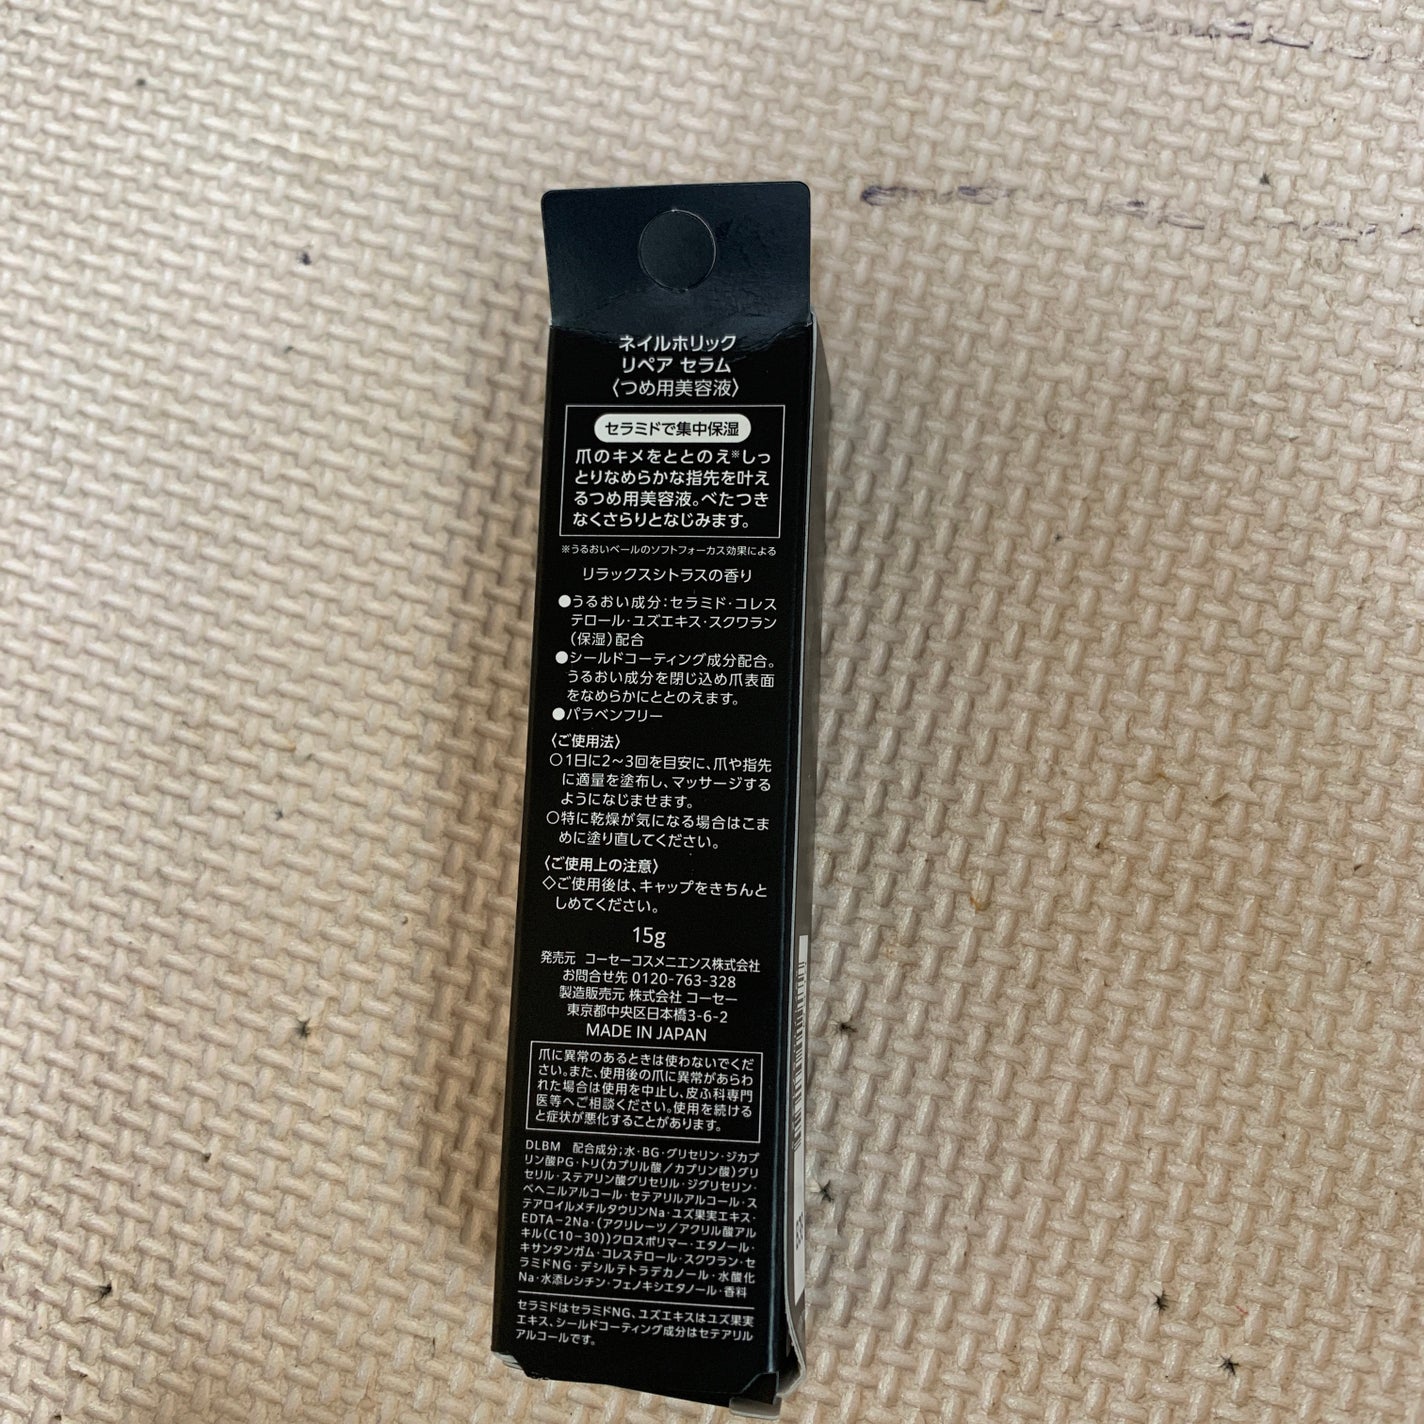 ネイルホリック
リペア セラム
〈つめ用美容液〉
セラミドで集中保湿
爪のキメをととのえ※しっ
とりなめらかな指先を叶え
るつめ用美容液。べたつき
なくさらりとなじみます。
※うるおいベールのソフトフォーカス効果による
リラックスシトラスの香り
●うるおい成分：セラミド・コレス
テロール・ユズエキス・スクワラン
（保湿）配合
●シールドコーティング成分配合。
うるおい成分を閉じ込め爪表面
をなめらかにととのえます。
●パラベンフリー
〈ご使用法〉
○1日に2～3回を目安に、爪や指先
に適量を塗布し、マッサージする
ようになじませます。
○特に乾燥が気になる場合はこま
めに塗り直してください。
〈ご使用上の注意〉
◇ご使用後は、キャップをきちんと
しめてください。
15g
発売元 コーセーコスメニエンス株式会社
お問合せ先 0120-763-328
製造販売元 株式会社 コーセー
東京都中央区日本橋3-6-2
MADE IN JAPAN
爪に異常のあるときは使わないでくだ
さい。また、使用後の爪に異常があらわ
れた場合は使用を中止し、皮ふ科専門
医等へご相談ください。使用を続ける
と症状が悪化することがあります。
DLBM 配合成分；水・BG・グリセリン・ジカプ
リン酸PG・トリ（カプリル酸／カプリン酸）グリ
セリル・ステアリン酸グリセリル・ジグリセリン・
ベヘニルアルコール・セテアリルアルコール・ス
テアロイルメチルタウリンNa・ユズ果実エキス・
EDTA－2Na・（アクリレーツ／アクリル酸アル
キル（C10－30））クロスポリマー・エタノール・
キサンタンガム・コレステロール・スクワラン・セ
ラミドNG・デシルテトラデカノール・水酸化
Na・水添レシチン・フェノキシエタノール・香料
セラミドはセラミドNG、ユズエキスはユズ果実
エキス、シールドコーティング成分はセテアリル
アルコールです。